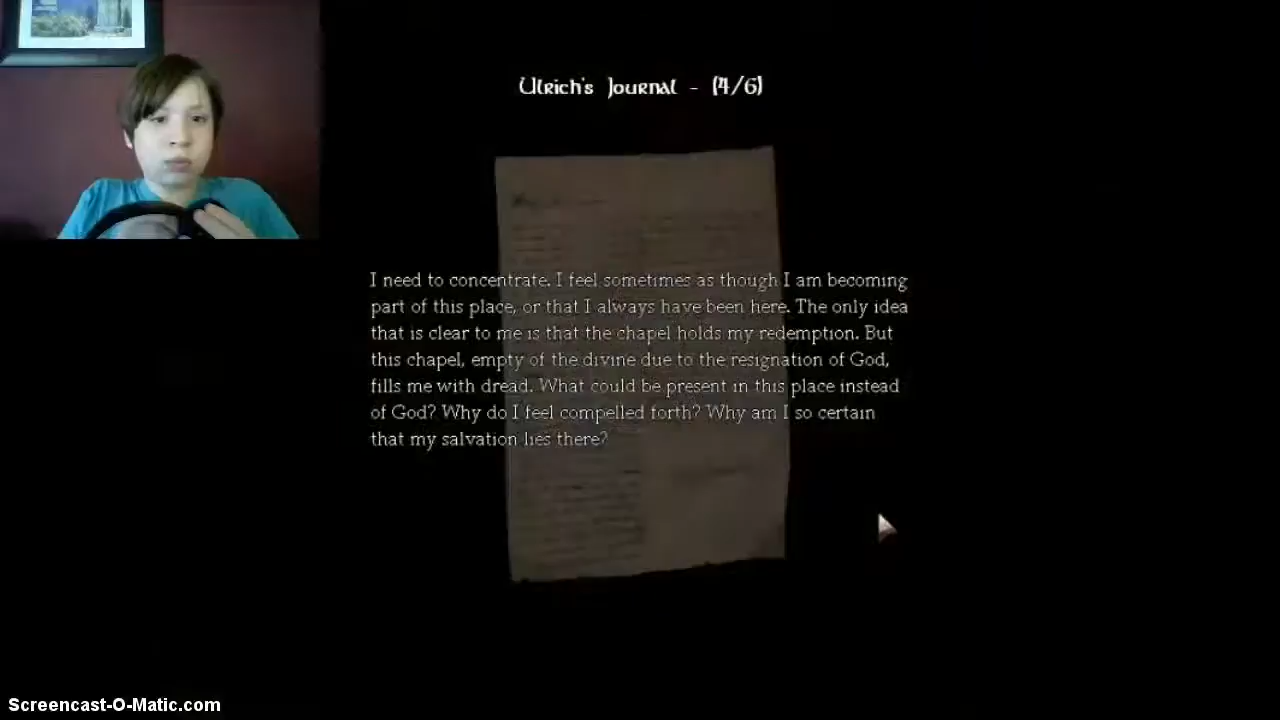 Ulrich's Journal - (4/6)
I need to concentrate. I feel sometimes as though I am becoming
part of this place, or that I always have been here. The only idea
that is clear to me is that the chapel holds my redemption. But
this chapel, empty of the divine due to the resignation of God,
fills me with dread. What could be present in this place instead
of God? Why do I feel compelled forth? Why am I so certain
that my salvation lies there?
Screencast-O-Matic.com